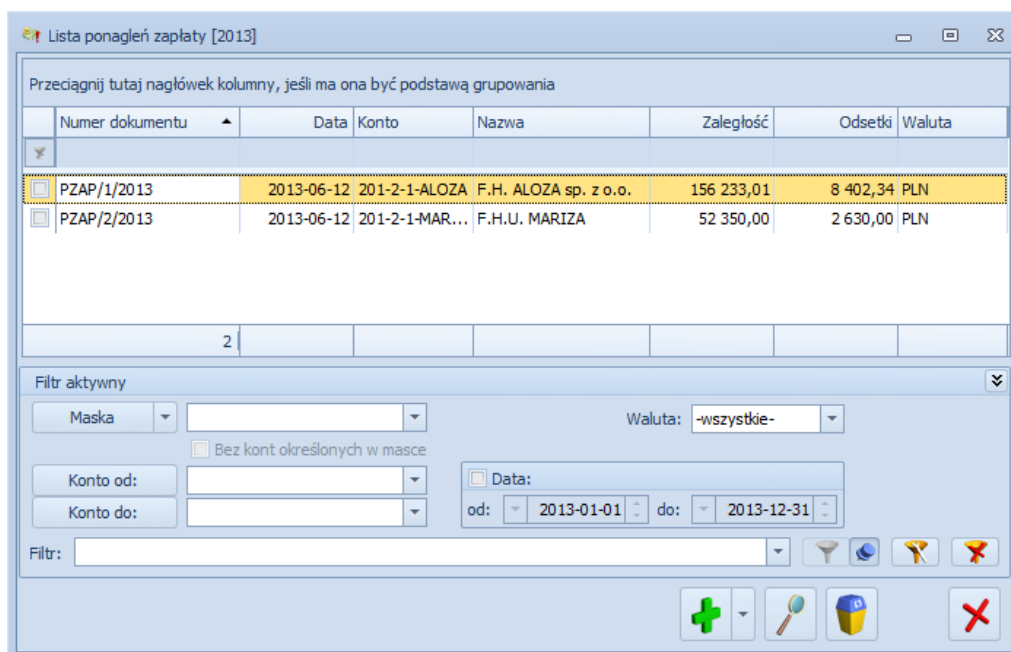 Lista ponagleń zapłaty [2013]
Przeciągnij tutaj nagłówek kolumny, jeśli ma ona być podstawą grupowania
Numer dokumentu Data Konto Nazwa Zaległość Odsetki Waluta
PZAP/1/2013 2013-06-12 201-2-1-ALOZA F.H. ALOZA sp. z o.o. 156 233,01 8 402,34 PLN
PZAP/2/2013 2013-06-12 201-2-1-MAR... F.H.U. MARIZA 52 350,00 2 630,00 PLN
2
Filtr aktywny
Maska Waluta: -wszystkie-
Bez kont określonych w masce
Konto od: Data:
Konto do: od: 2013-01-01 do: 2013-12-31
Filtr: